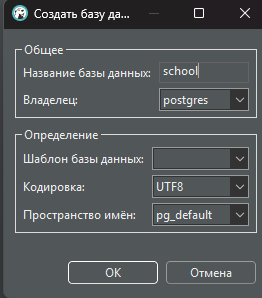 Создать базу да...
Общее
Название базы данных: school
Владелец: postgres
Определение
Шаблон базы данных:
Кодировка: UTF8
Пространство имён: pg_default
ОК Отмена